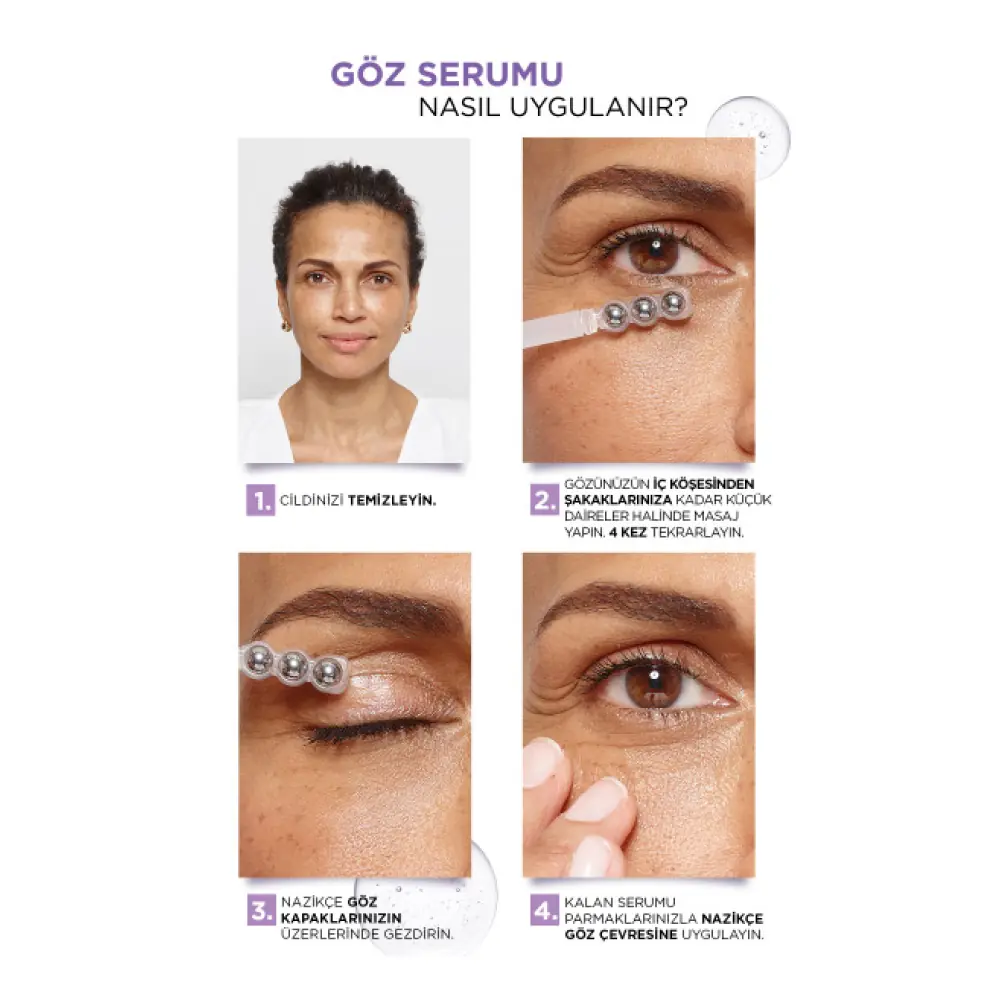 GÖZ SERUMU
NASIL UYGULANIR?
1. CİLDİNİZİ TEMİZLEYİN.
2. GÖZÜNÜZÜN İÇ KÖŞESİNDEN
ŞAKAKLARINIZA KADAR KÜÇÜK
DAİRELER HALİNDE MASAJ
YAPIN. 4 KEZ TEKRARLAYIN.
3. NAZİKÇE GÖZ
KAPAKLARINIZIN
ÜZERLERİNDE GEZDİRİN.
4. KALAN SERUMU
PARMAKLARINIZLA NAZİKÇE
GÖZ ÇEVRESİNE UYGULAYIN.